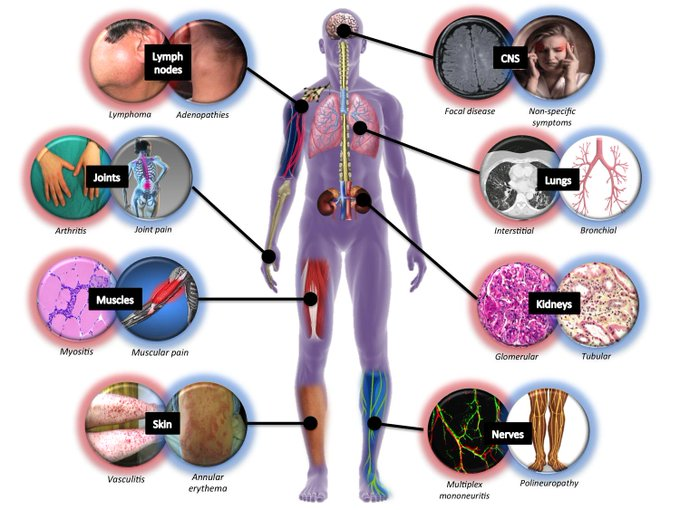 Lymph
nodes
Lymphoma
Adenopathies
CNS
Focal disease
Non-specific
symptoms
Joints
Arthritis
Joint pain
Lungs
Interstitial
Bronchial
Muscles
Myositis
Muscular pain
Kidneys
Glomerular
Tubular
Skin
Vasculitis
Annular
erythema
Nerves
Multiplex
mononeuritis
Polineuropathy